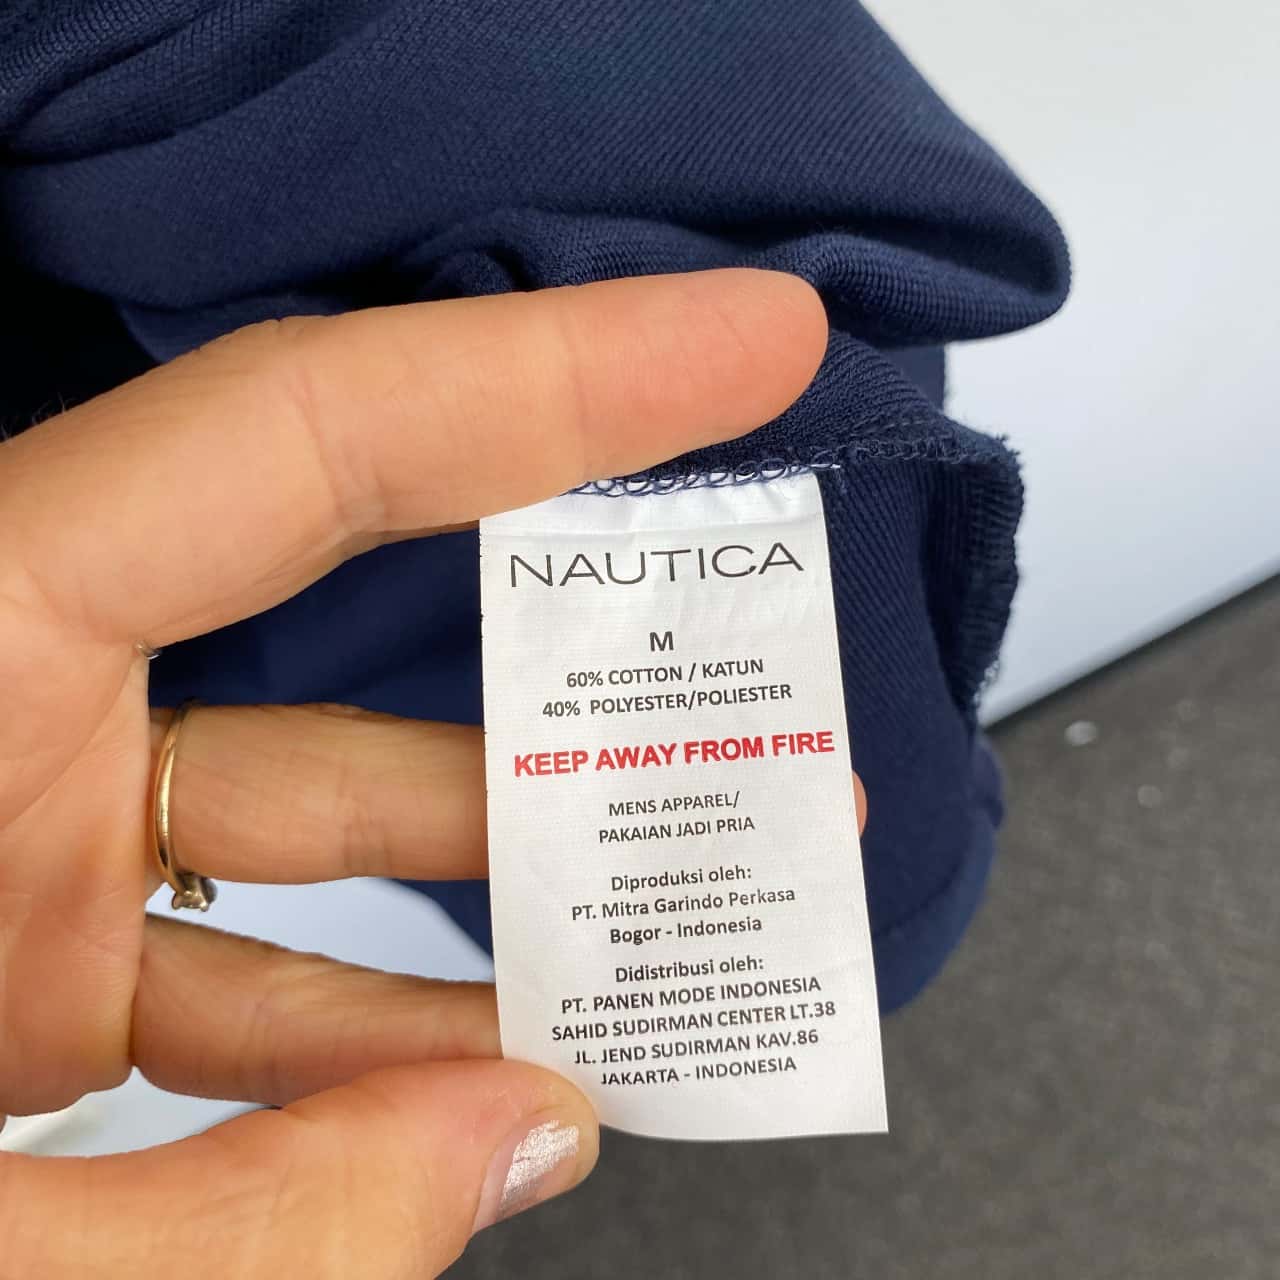 NAUTICA
M
60% COTTON / KATUN
40% POLYESTER/POLIESTER
KEEP AWAY FROM FIRE
MENS APPAREL/
PAKAIAN JADI PRIA
Diproduksi oleh:
PT. Mitra Garindo Perkasa
Bogor - Indonesia
Didistribusi oleh:
PT. PANEN MODE INDONESIA
SAHID SUDIRMAN CENTER LT.38
JL. JEND SUDIRMAN KAV.86
JAKARTA - INDONESIA